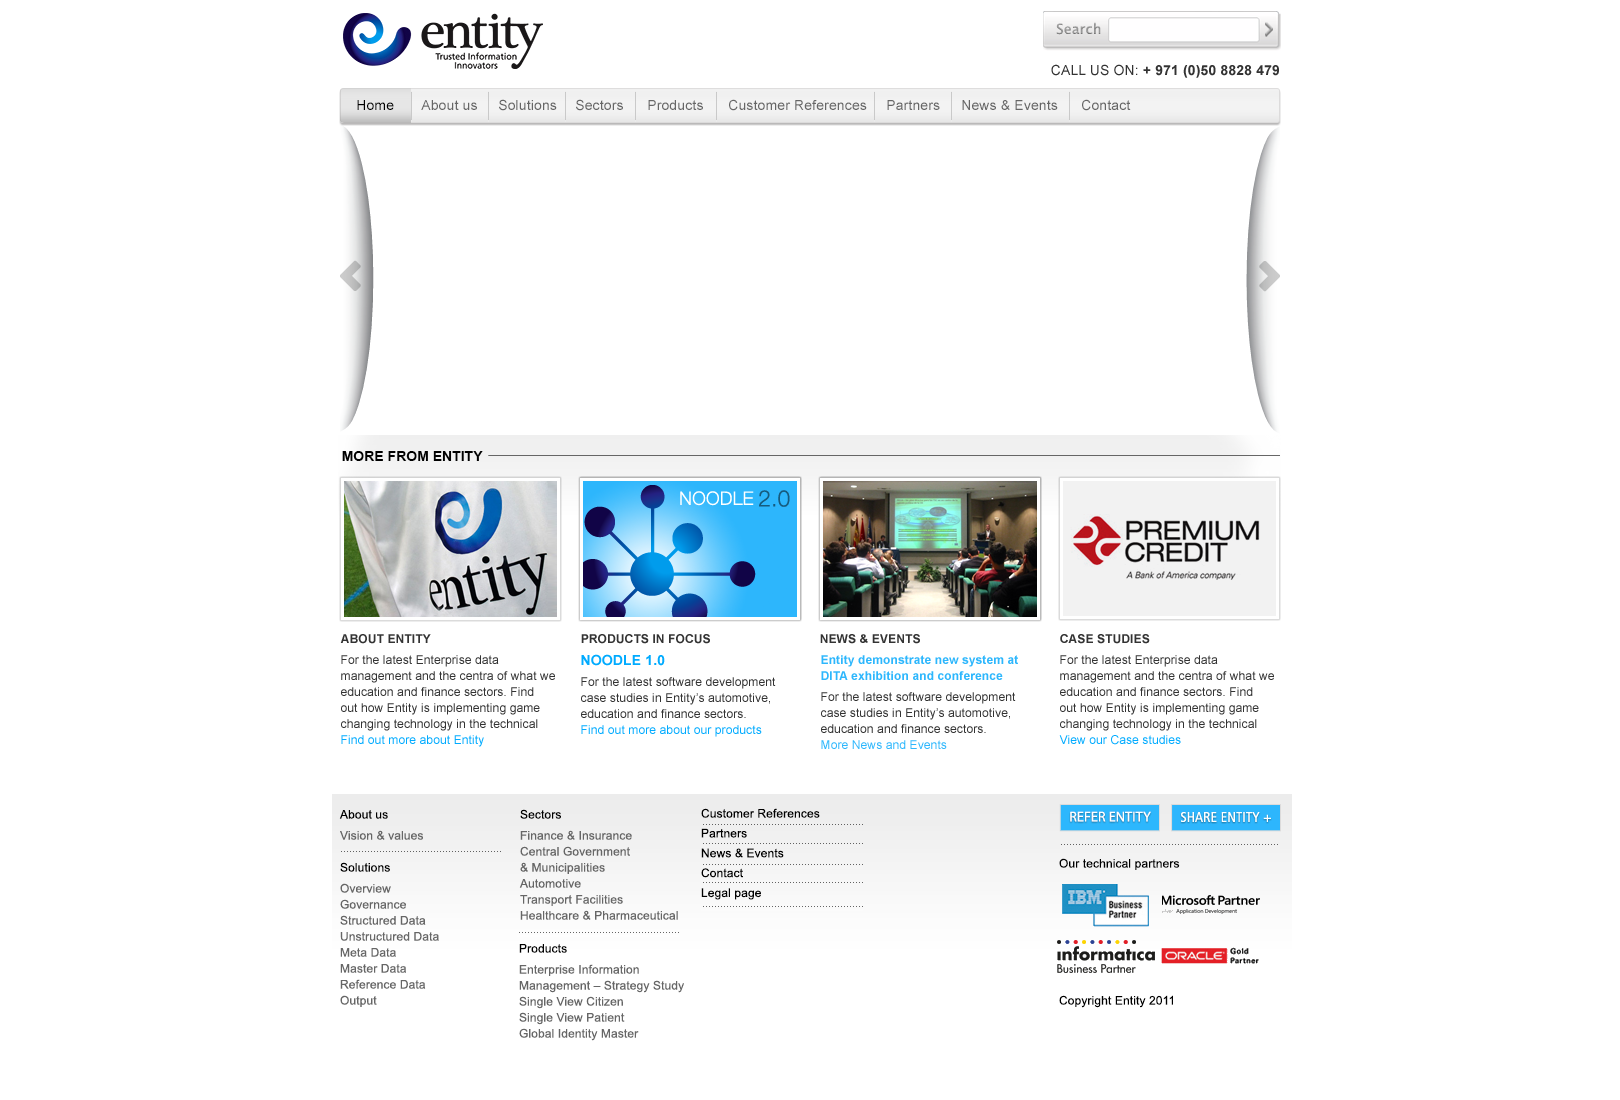 entity
Trusted Information
Innovators
Search
CALL US ON: + 971 (0)50 8828 479
Home About us Solutions Sectors Products Customer References Partners News & Events Contact
MORE FROM ENTITY
entity
NOODLE 2.0
PREMIUM
CREDIT
A Bank of America company
ABOUT ENTITY
For the latest Enterprise data
management and the centra of what we
education and finance sectors. Find
out how Entity is implementing game
changing technology in the technical
Find out more about Entity
PRODUCTS IN FOCUS
NOODLE 1.0
For the latest software development
case studies in Entity's automotive,
education and finance sectors.
Find out more about our products
NEWS & EVENTS
Entity demonstrate new system at
DITA exhibition and conference
For the latest software development
case studies in Entity's automotive,
education and finance sectors.
More News and Events
CASE STUDIES
For the latest Enterprise data
management and the centra of what we
education and finance sectors. Find
out how Entity is implementing game
changing technology in the technical
View our Case studies
About us
Vision & values
Solutions
Overview
Governance
Structured Data
Unstructured Data
Meta Data
Master Data
Reference Data
Output
Sectors
Finance & Insurance
Central Government
& Municipalities
Automotive
Transport Facilities
Healthcare & Pharmaceutical
Products
Enterprise Information
Management – Strategy Study
Single View Citizen
Single View Patient
Global Identity Master
Customer References
Partners
News & Events
Contact
Legal page
REFER ENTITY
SHARE ENTITY +
Our technical partners
IBM
Business
Partner
Microsoft Partner
Application Development
informatica
Business Partner
ORACLE
Gold
Partner
Copyright Entity 2011